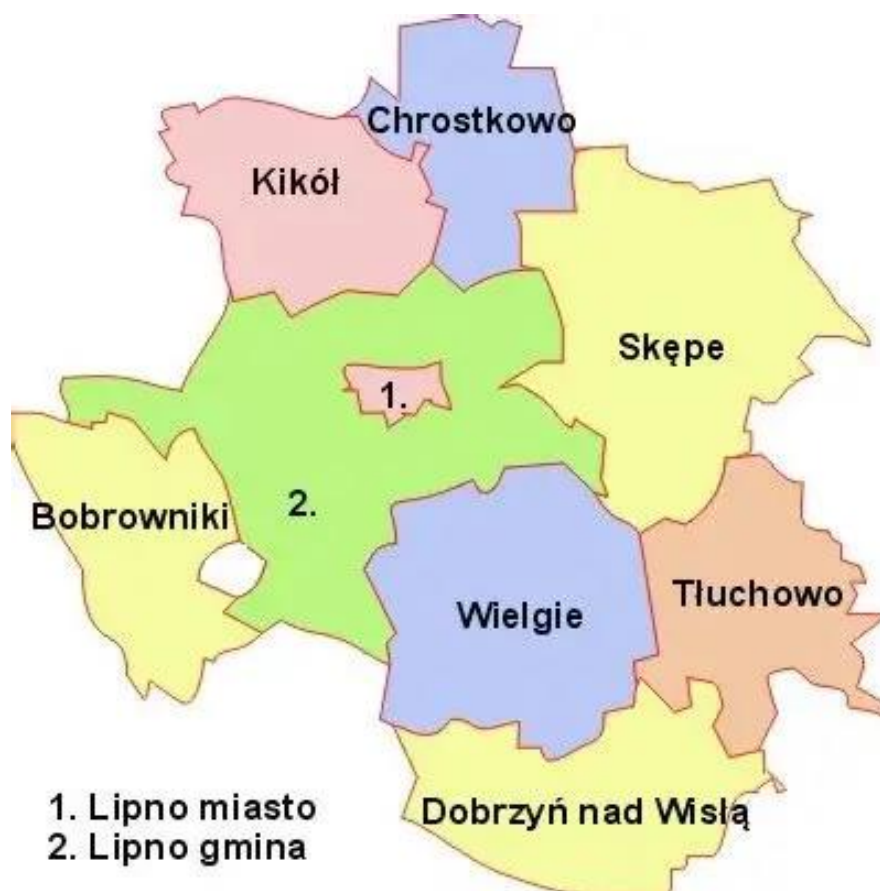 Chrostkowo
Kikół
Skępe
1.
Bobrowniki
2.
Tłuchowo
Wielgie
Dobrzyń nad Wisłą
1. Lipno miasto
2. Lipno gmina